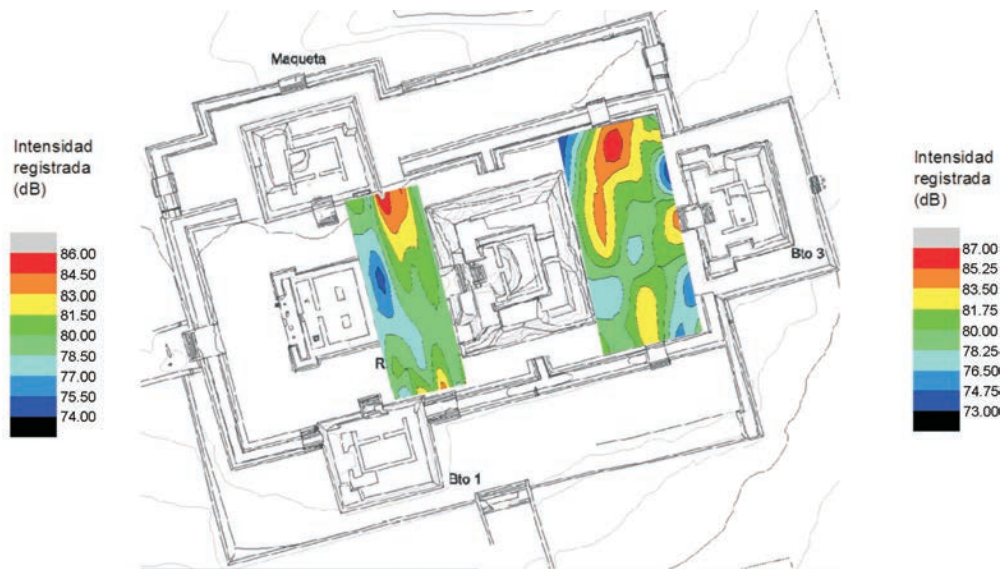 Maqueta
Intensidad
registrada
(dB)
86.00
84.50
83.00
81.50
80.00
78.50
77.00
75.50
74.00
R
Bto 1
Bto 3
Intensidad
registrada
(dB)
87.00
85.25
83.50
81.75
80.00
78.25
76.50
74.75
73.00